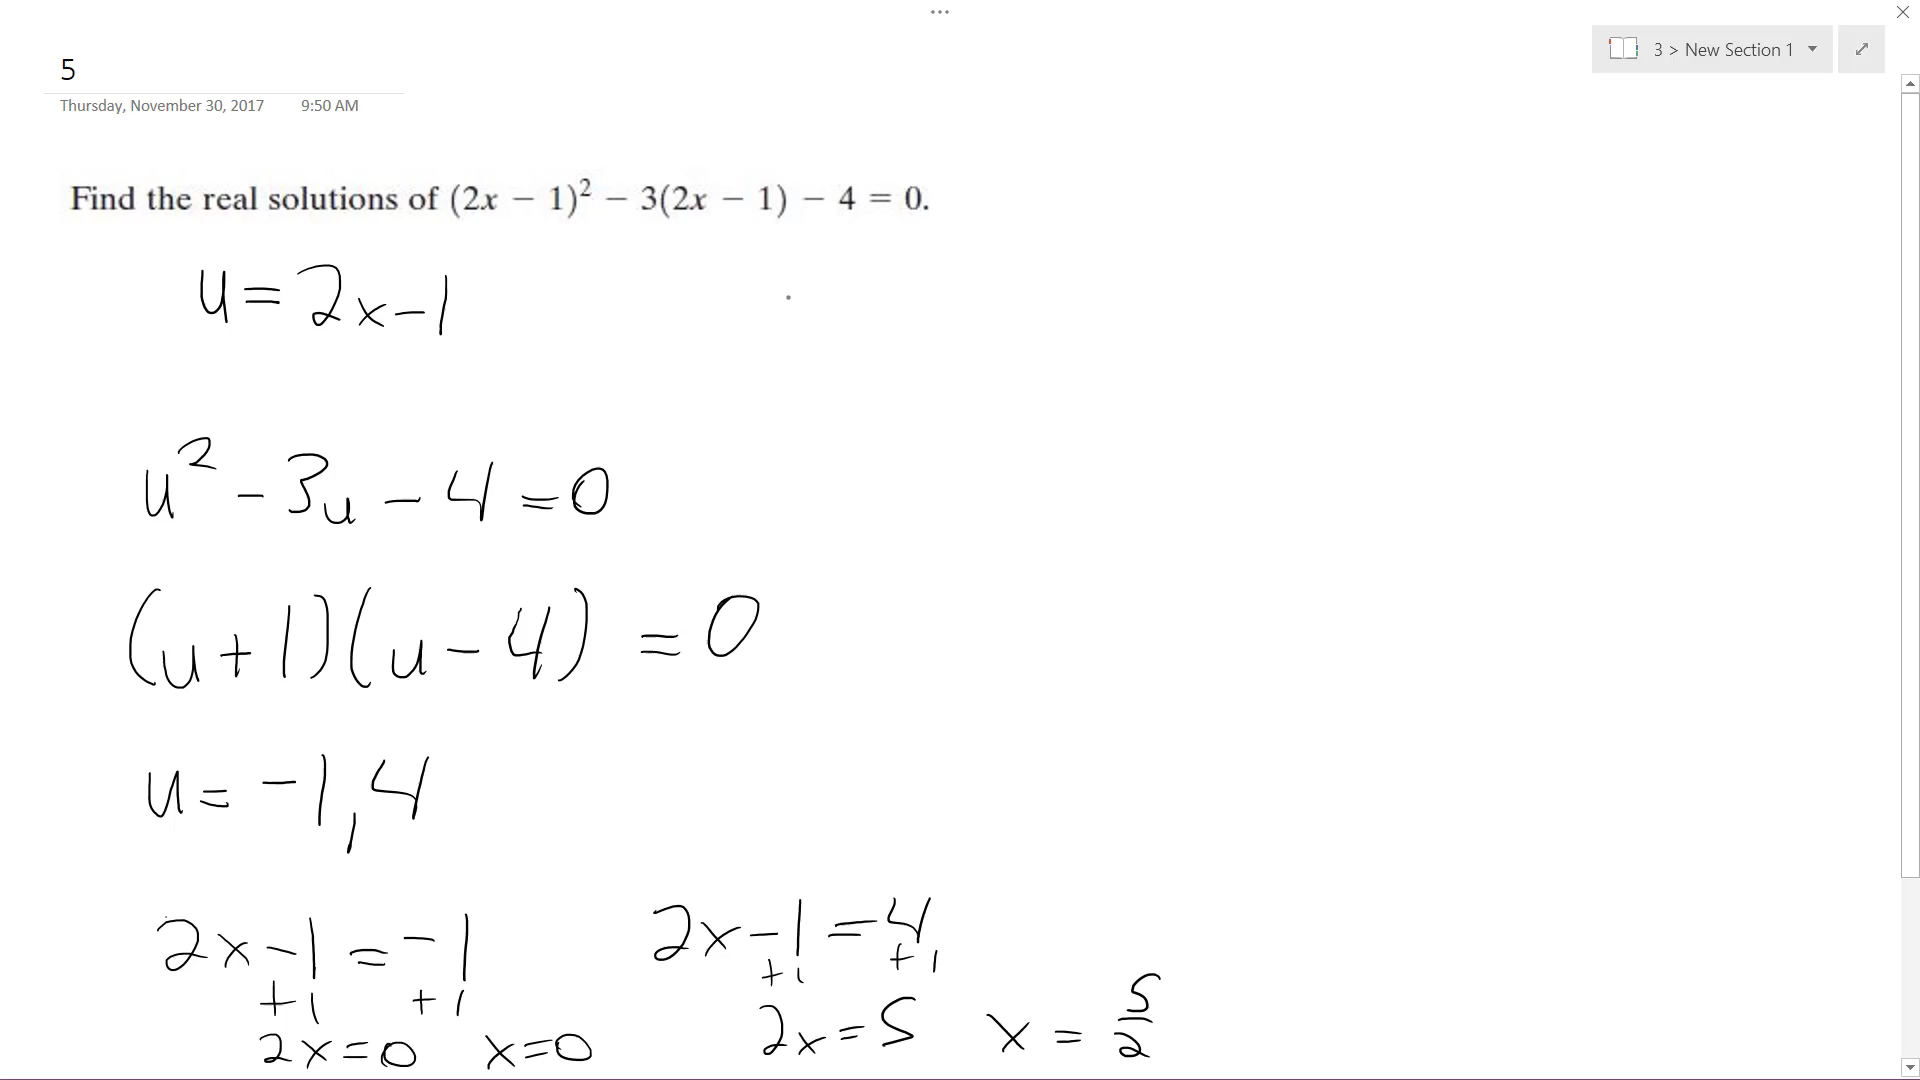 3 > New Section 1
5
Thursday, November 30, 2017 9:50 AM
Find the real solutions of (2x − 1)² − 3(2x − 1) − 4 = 0.
u = 2x − 1
u² − 3u − 4 = 0
(u + 1)(u − 4) = 0
u = −1, 4
2x − 1 = −1
+1 +1
2x = 0 x = 0
2x − 1 = 4
+1 +1
2x = 5 x = 5/2